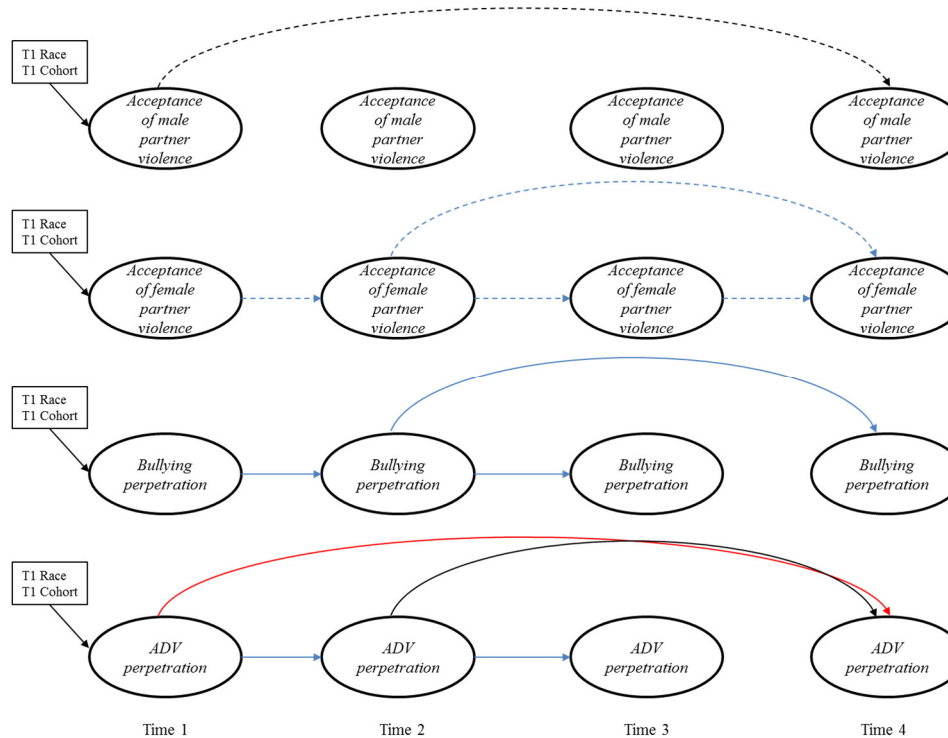 T1 Race
T1 Cohort
Acceptance
of male
partner
violence
Acceptance
of male
partner
violence
Acceptance
of male
partner
violence
Acceptance
of male
partner
violence
T1 Race
T1 Cohort
Acceptance
of female
partner
violence
Acceptance
of female
partner
violence
Acceptance
of female
partner
violence
Acceptance
of female
partner
violence
T1 Race
T1 Cohort
Bullying
perpetration
Bullying
perpetration
Bullying
perpetration
Bullying
perpetration
T1 Race
T1 Cohort
ADV
perpetration
ADV
perpetration
ADV
perpetration
ADV
perpetration
Time 1
Time 2
Time 3
Time 4